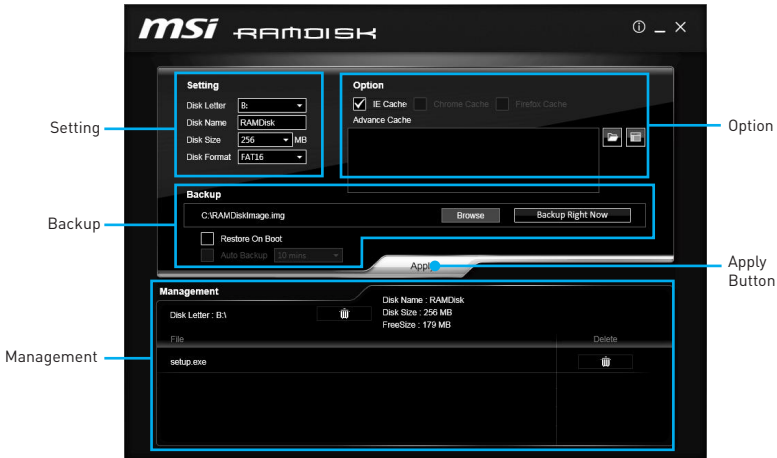 msi RAMDISK
Setting
Disk Letter B:
Disk Name RAMDisk
Disk Size 256 MB
Disk Format FAT16
Option
IE Cache Chrome Cache Firefox Cache
Advance Cache
Setting
Option
Backup
C:\RAMDiskImage.img Browse Backup Right Now
Restore On Boot
Auto Backup 10 mins
Backup
Apply
Apply
Button
Management
Disk Letter : B:\
Disk Name : RAMDisk
Disk Size : 256 MB
FreeSize : 179 MB
File Delete
setup.exe
Management